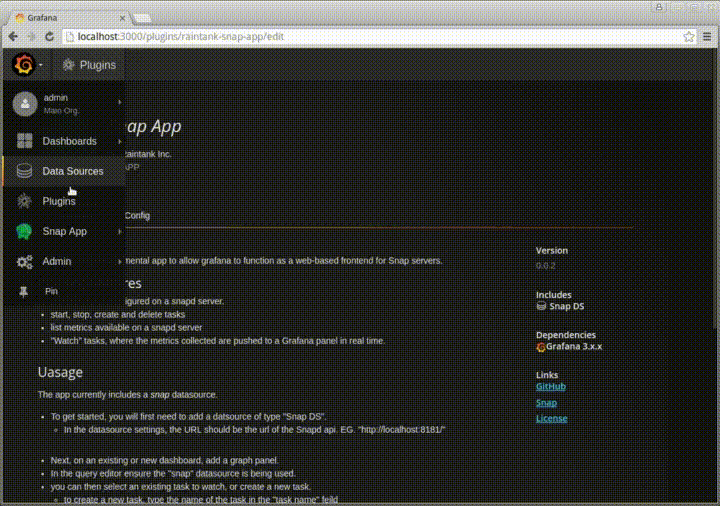 Grafana
localhost:3000/plugins/raintank-snap-app/edit
Plugins
admin
Main Org.
Dashboards
Data Sources
Plugins
Snap App
Admin
Pin
ap App
aintank Inc.
APP
Config
mental app to allow grafana to function as a web-based frontend for Snap servers.
res
igured on a snapd server.
start, stop, create and delete tasks
list metrics available on a snapd server
"Watch" tasks, where the metrics collected are pushed to a Grafana panel in real time.
Uasage
The app currently includes a snap datasource.
To get started, you will first need to add a datsource of type "Snap DS".
In the datasource settings, the URL should be the url of the Snapd api. EG. "http://localhost:8181/"
Next, on an existing or new dashboard, add a graph panel.
In the query editor ensure the "snap" datasource is being used.
you can then select an existing task to watch, or create a new task.
to create a new task, type the name of the task in the "task name" feild
Version
0.0.2
Includes
Snap DS
Dependencies
Grafana 3.x.x
Links
GitHub
Snap
License